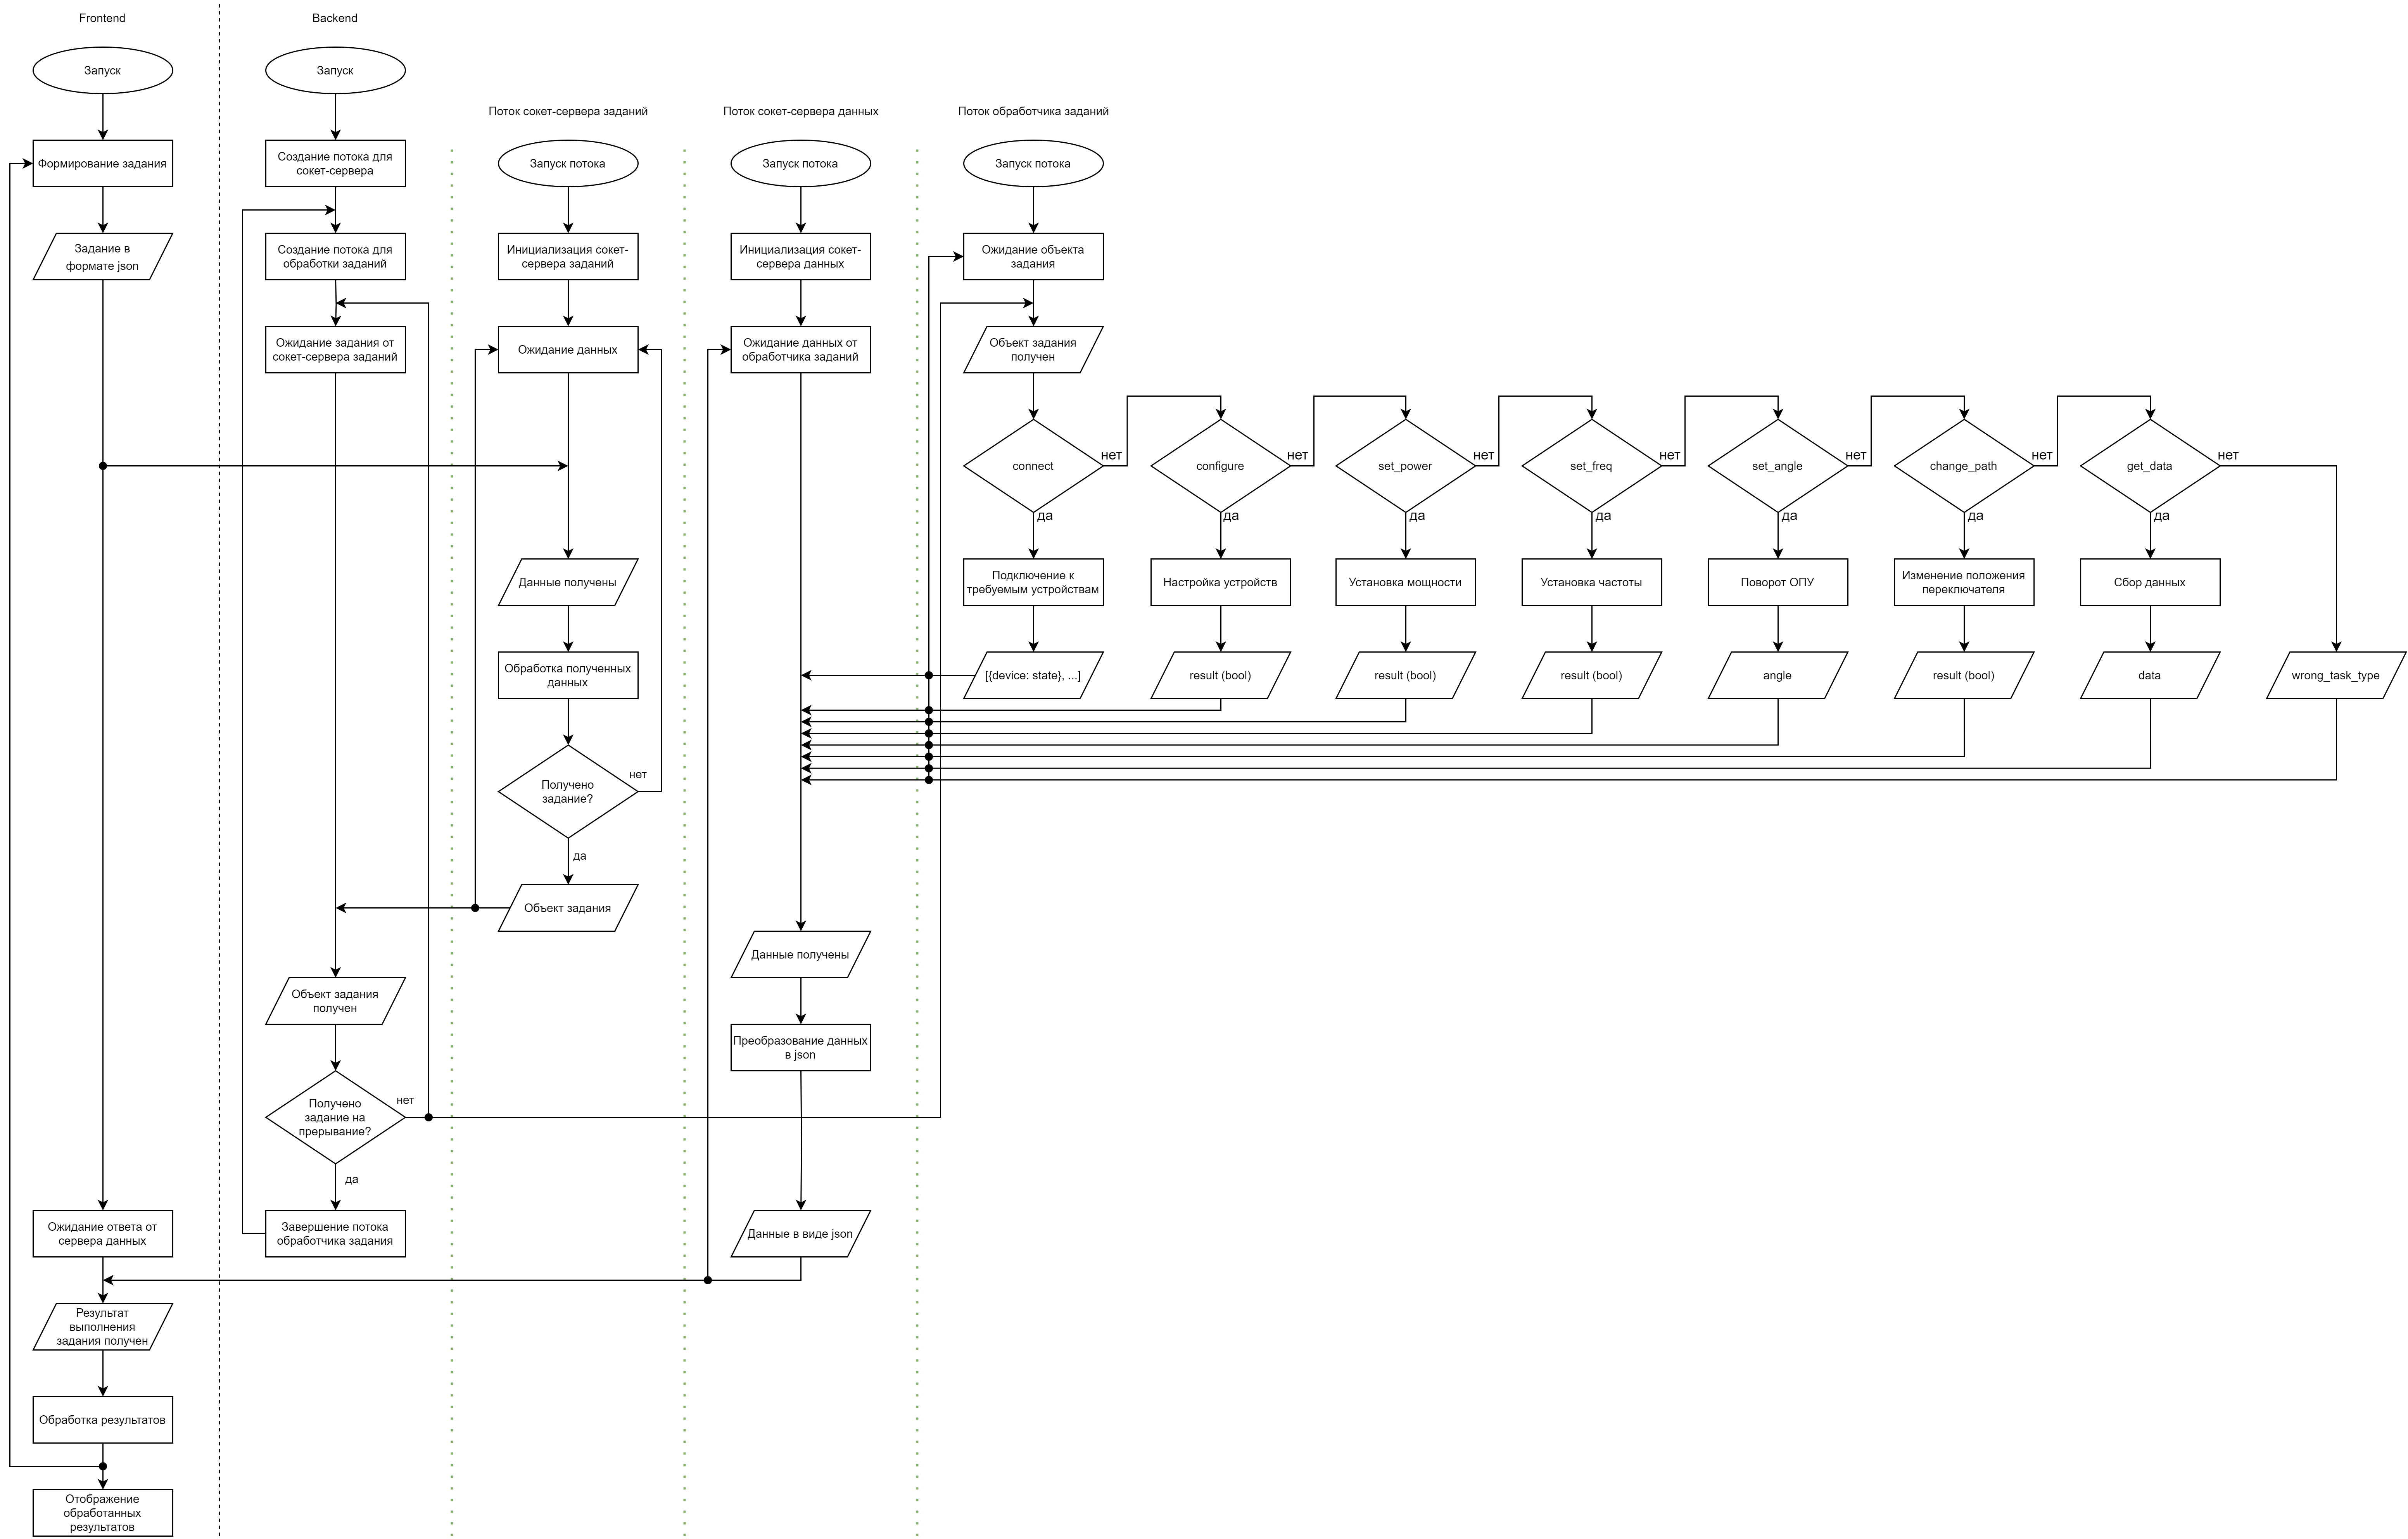 Frontend
Backend
Запуск
Запуск
Поток сокет-сервера заданий
Поток сокет-сервера данных
Поток обработчика заданий
Формирование задания
Создание потока для
сокет-сервера
Запуск потока
Запуск потока
Запуск потока
Задание в
формате json
Создание потока для
обработки заданий
Инициализация сокет-
сервера заданий
Инициализация сокет-
сервера данных
Ожидание объекта
задания
Ожидание задания от
сокет-сервера заданий
Ожидание данных
Ожидание данных от
обработчика заданий
Объект задания
получен
connect
нет
да
configure
нет
да
set_power
нет
да
set_freq
нет
да
set_angle
нет
да
change_path
нет
да
get_data
нет
да
Данные получены
Подключение к
требуемым устройствам
Настройка устройств
Установка мощности
Установка частоты
Поворот ОПУ
Изменение положения
переключателя
Сбор данных
Обработка полученных
данных
[{device: state}, ...]
result (bool)
result (bool)
result (bool)
angle
result (bool)
data
wrong_task_type
Получено
задание?
нет
да
Объект задания
Данные получены
Объект задания
получен
Преобразование данных
в json
Получено
задание на
прерывание?
нет
да
Ожидание ответа от
сервера данных
Завершение потока
обработчика задания
Данные в виде json
Результат
выполнения
задания получен
Обработка результатов
Отображение
обработанных
результатов